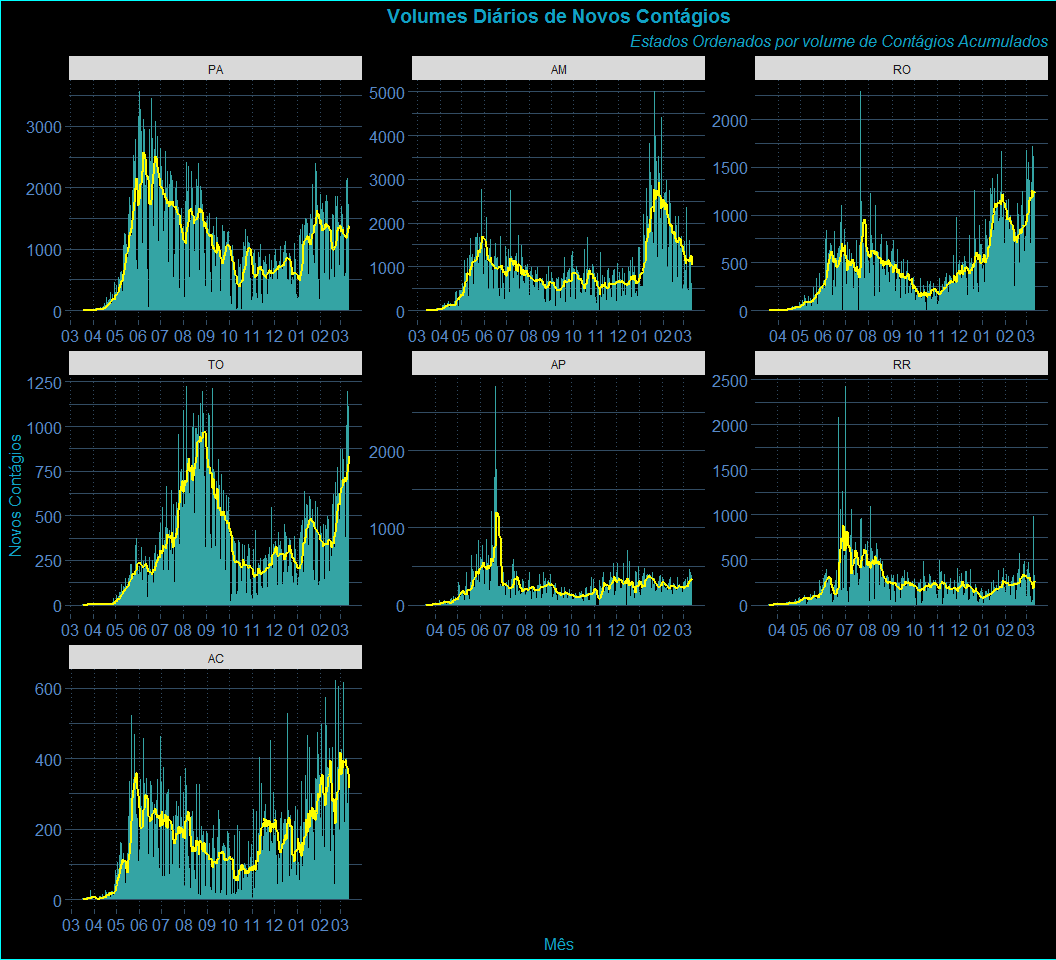 Volumes Diários de Novos Contágios
Estados Ordenados por volume de Contágios Acumulados
PA
AM
RO
3000
2000
1000
0
03 04 05 06 07 08 09 10 11 12 01 02 03
5000
4000
3000
2000
1000
0
03 04 05 06 07 08 09 10 11 12 01 02 03
2000
1500
1000
500
0
04 05 06 07 08 09 10 11 12 01 02 03
TO
AP
RR
Novos Contágios
1250
1000
750
500
250
0
03 04 05 06 07 08 09 10 11 12 01 02 03
2000
1000
0
04 05 06 07 08 09 10 11 12 01 02 03
2500
2000
1500
1000
500
0
04 05 06 07 08 09 10 11 12 01 02 03
AC
600
400
200
0
03 04 05 06 07 08 09 10 11 12 01 02 03
Mês